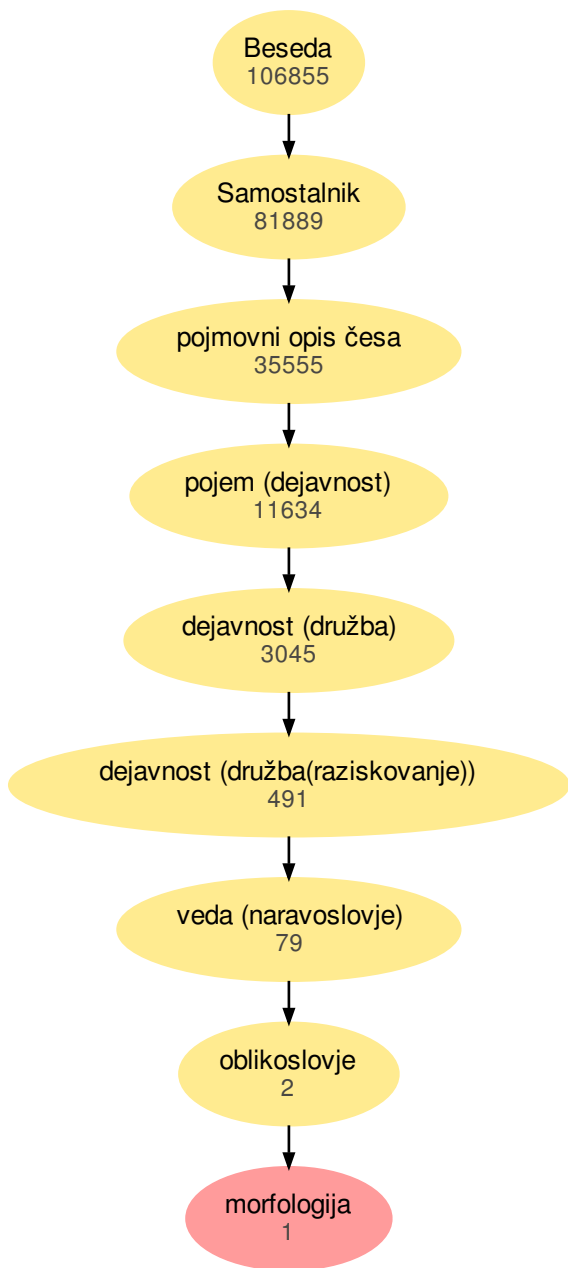 Beseda
106855
Samostalnik
81889
pojmovni opis česa
35555
pojem (dejavnost)
11634
dejavnost (družba)
3045
dejavnost (družba(raziskovanje))
491
veda (naravoslovje)
79
oblikoslovje
2
morfologija
1